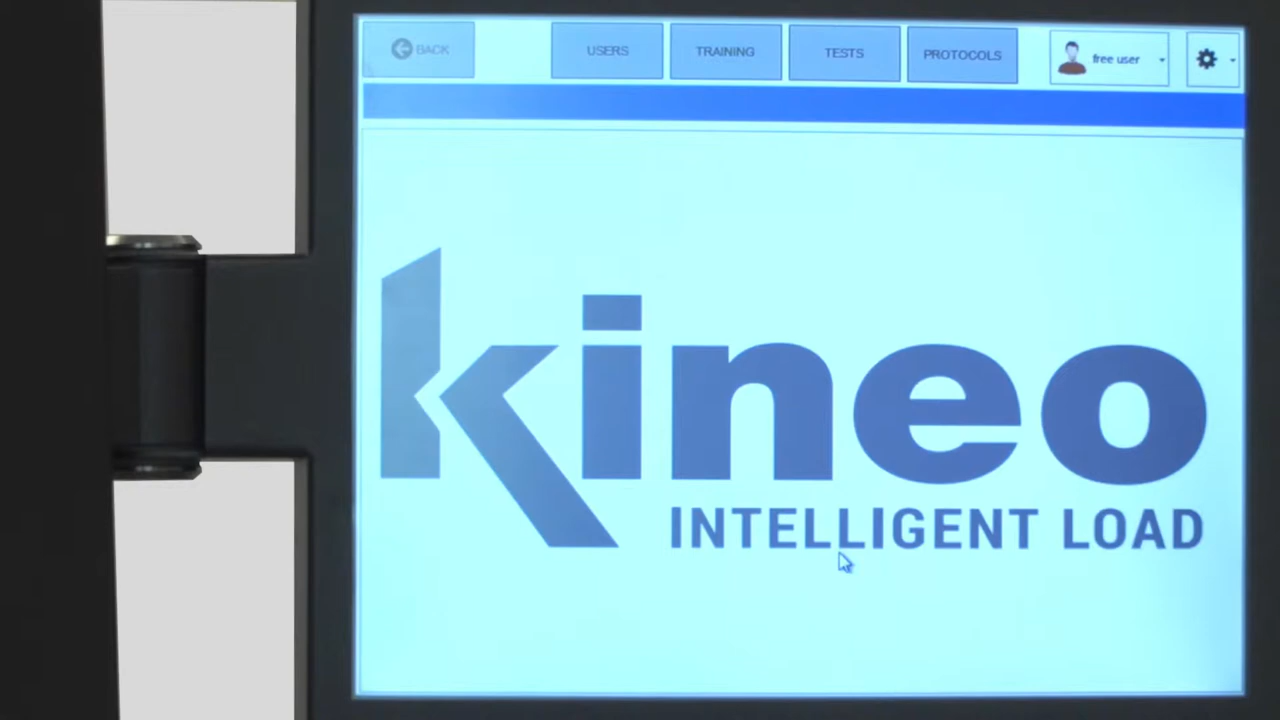 BACK
USERS
TRAINING
TESTS
PROTOCOLS
free user
kineo
INTELLIGENT LOAD